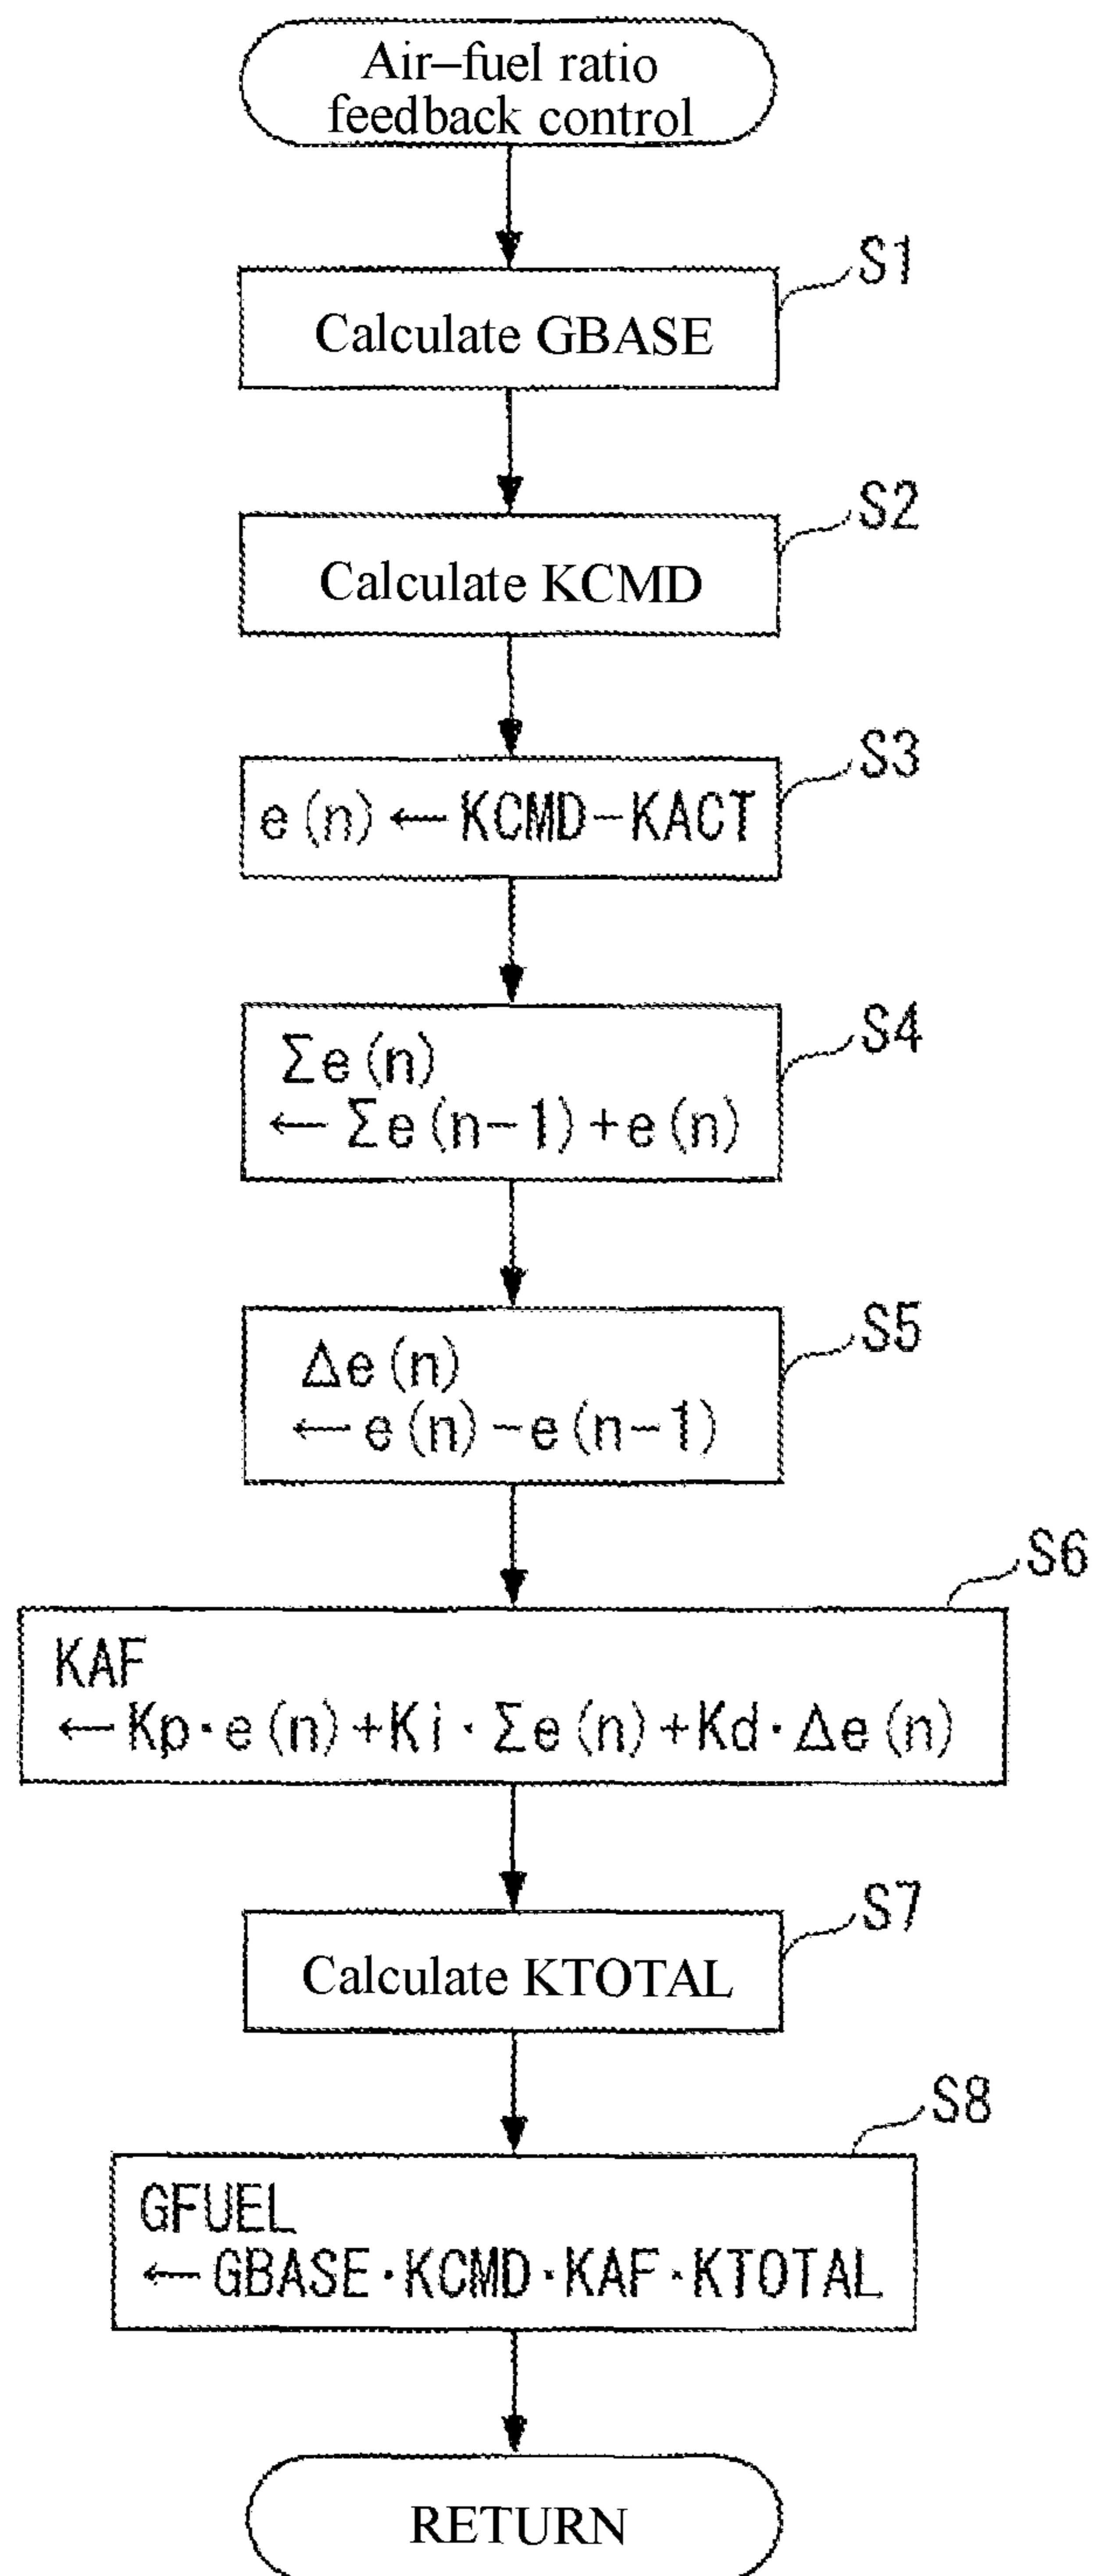 Air–fuel ratio
feedback control
S1
Calculate GBASE
S2
Calculate KCMD
S3
e(n)←KCMD−KACT
S4
Σe(n)
←Σe(n−1)+e(n)
S5
Δe(n)
←e(n)−e(n−1)
S6
KAF
←Kp·e(n)+Ki·Σe(n)+Kd·Δe(n)
S7
Calculate KTOTAL
S8
GFUEL
←GBASE·KCMD·KAF·KTOTAL
RETURN